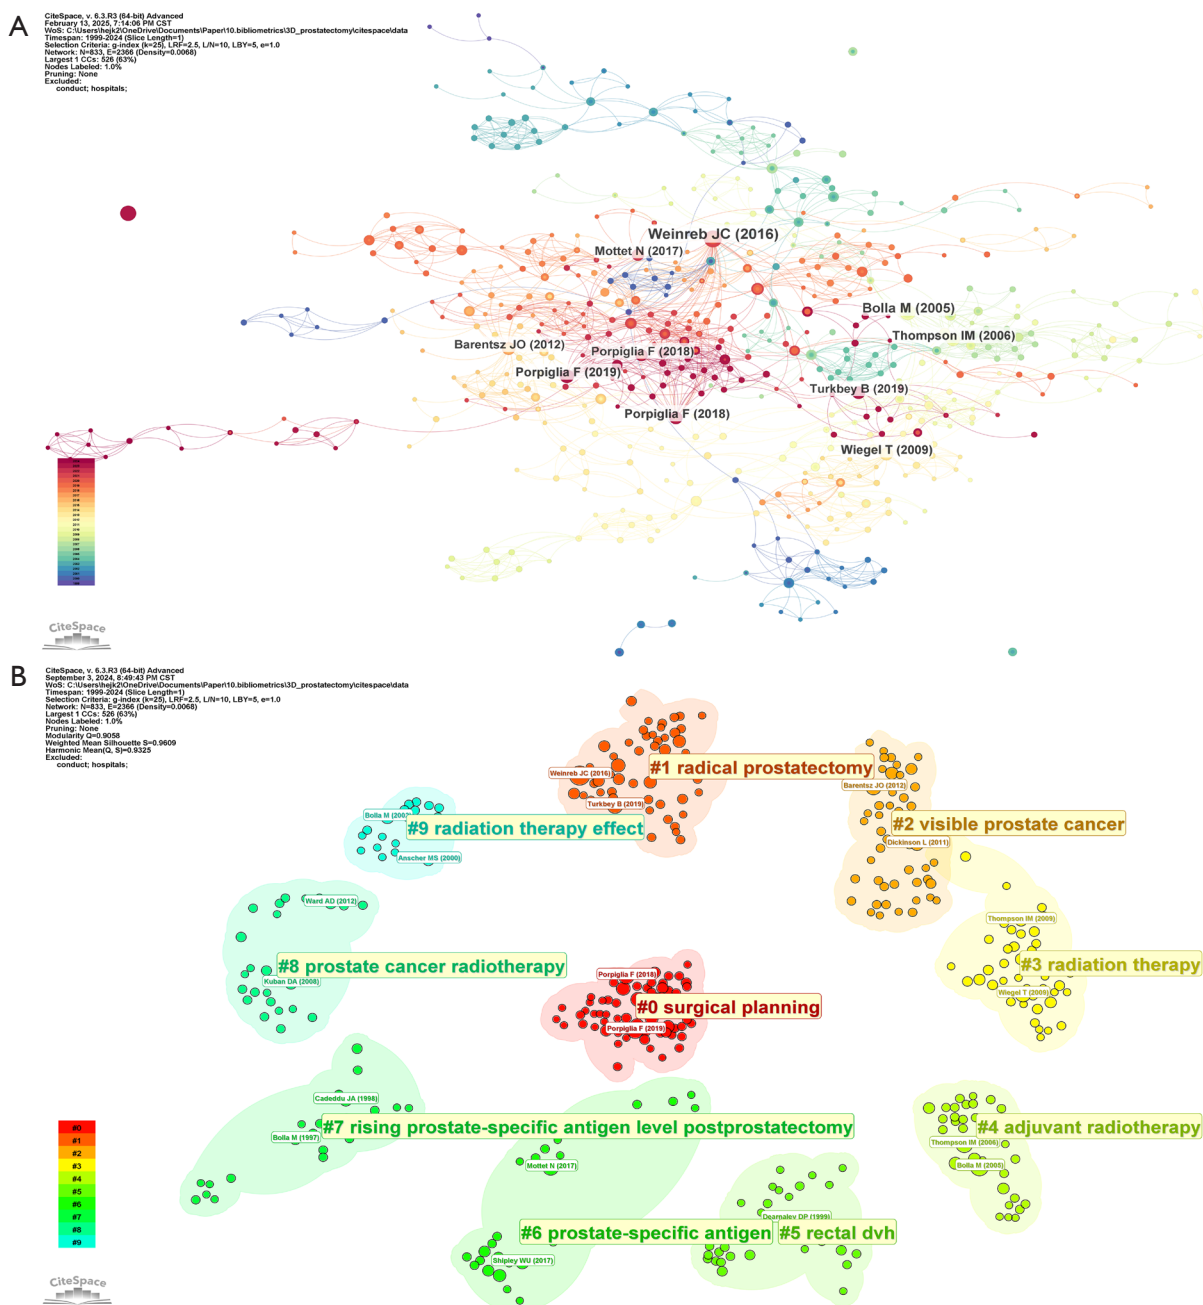 A
CiteSpace, v. 6.3.R3 (64-bit) Advanced
February 13, 2025, 7:14:06 PM CST
WoS: C:\Users\hejk2\OneDrive\Documents\Paper\10.bibliometrics\3D_prostatectomy\citespace\data
Timespan: 1999-2024 (Slice Length=1)
Selection Criteria: g-index (k=25), LRF=2.5, L/N=10, LBY=5, e=1.0
Network: N=833, E=2366 (Density=0.0068)
Largest 1 CCs: 526 (63%)
Nodes Labeled: 1.0%
Pruning: None
Excluded:
conduct; hospitals;
Weinreb JC (2016)
Mottet N (2017)
Bolla M (2005)
Thompson IM (2006)
Barentsz JO (2012)
Porpiglia F (2018)
Porpiglia F (2019)
Turkbey B (2019)
Porpiglia F (2018)
Wiegel T (2009)
CiteSpace
B
CiteSpace, v. 6.3.R3 (64-bit) Advanced
September 3, 2024, 8:49:43 PM CST
WoS: C:\Users\hejk2\OneDrive\Documents\Paper\10.bibliometrics\3D_prostatectomy\citespace\data
Timespan: 1999-2024 (Slice Length=1)
Selection Criteria: g-index (k=25), LRF=2.5, L/N=10, LBY=5, e=1.0
Network: N=833, E=2366 (Density=0.0068)
Largest 1 CCs: 526 (63%)
Nodes Labeled: 1.0%
Pruning: None
Modularity Q=0.9058
Weighted Mean Silhouette S=0.9609
Harmonic Mean(Q, S)=0.9325
Excluded:
conduct; hospitals;
#1 radical prostatectomy
Weinreb JC (2016)
Turkbey B (2019)
Barentsz JO (2012)
#2 visible prostate cancer
Dickinson L (2011)
Bolla M
#9 radiation therapy effect
Anscher MS (2000)
Ward AD (2012)
#8 prostate cancer radiotherapy
Kuban DA (2008)
Thompson IM (2009)
#3 radiation therapy
Wiegel T (2009)
Porpiglia F (2018)
#0 surgical planning
Porpiglia F (2019)
Cadeddu JA (1998)
#7 rising prostate-specific antigen level postprostatectomy
Bolla M (1997)
Mottet N (2017)
#4 adjuvant radiotherapy
Thompson IM (2006)
Bolla M (2005)
Dearnaley DP (1999)
#6 prostate-specific antigen
#5 rectal dvh
Shipley WU (2017)
#0
#1
#2
#3
#4
#5
#6
#7
#8
#9
CiteSpace